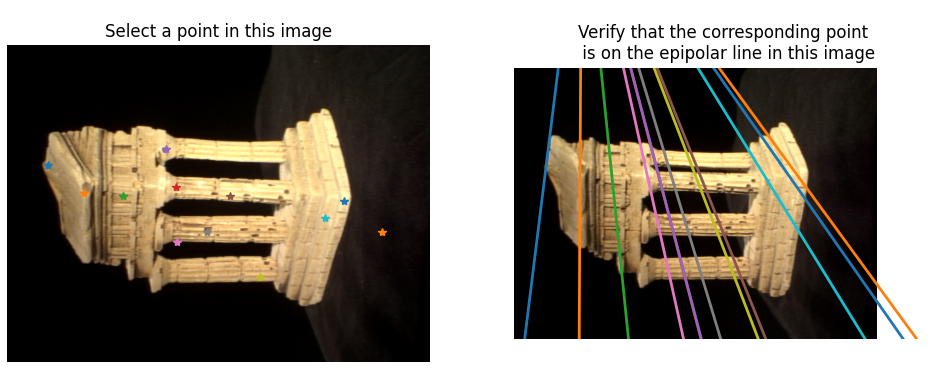 Select a point in this image
Verify that the corresponding point
is on the epipolar line in this image